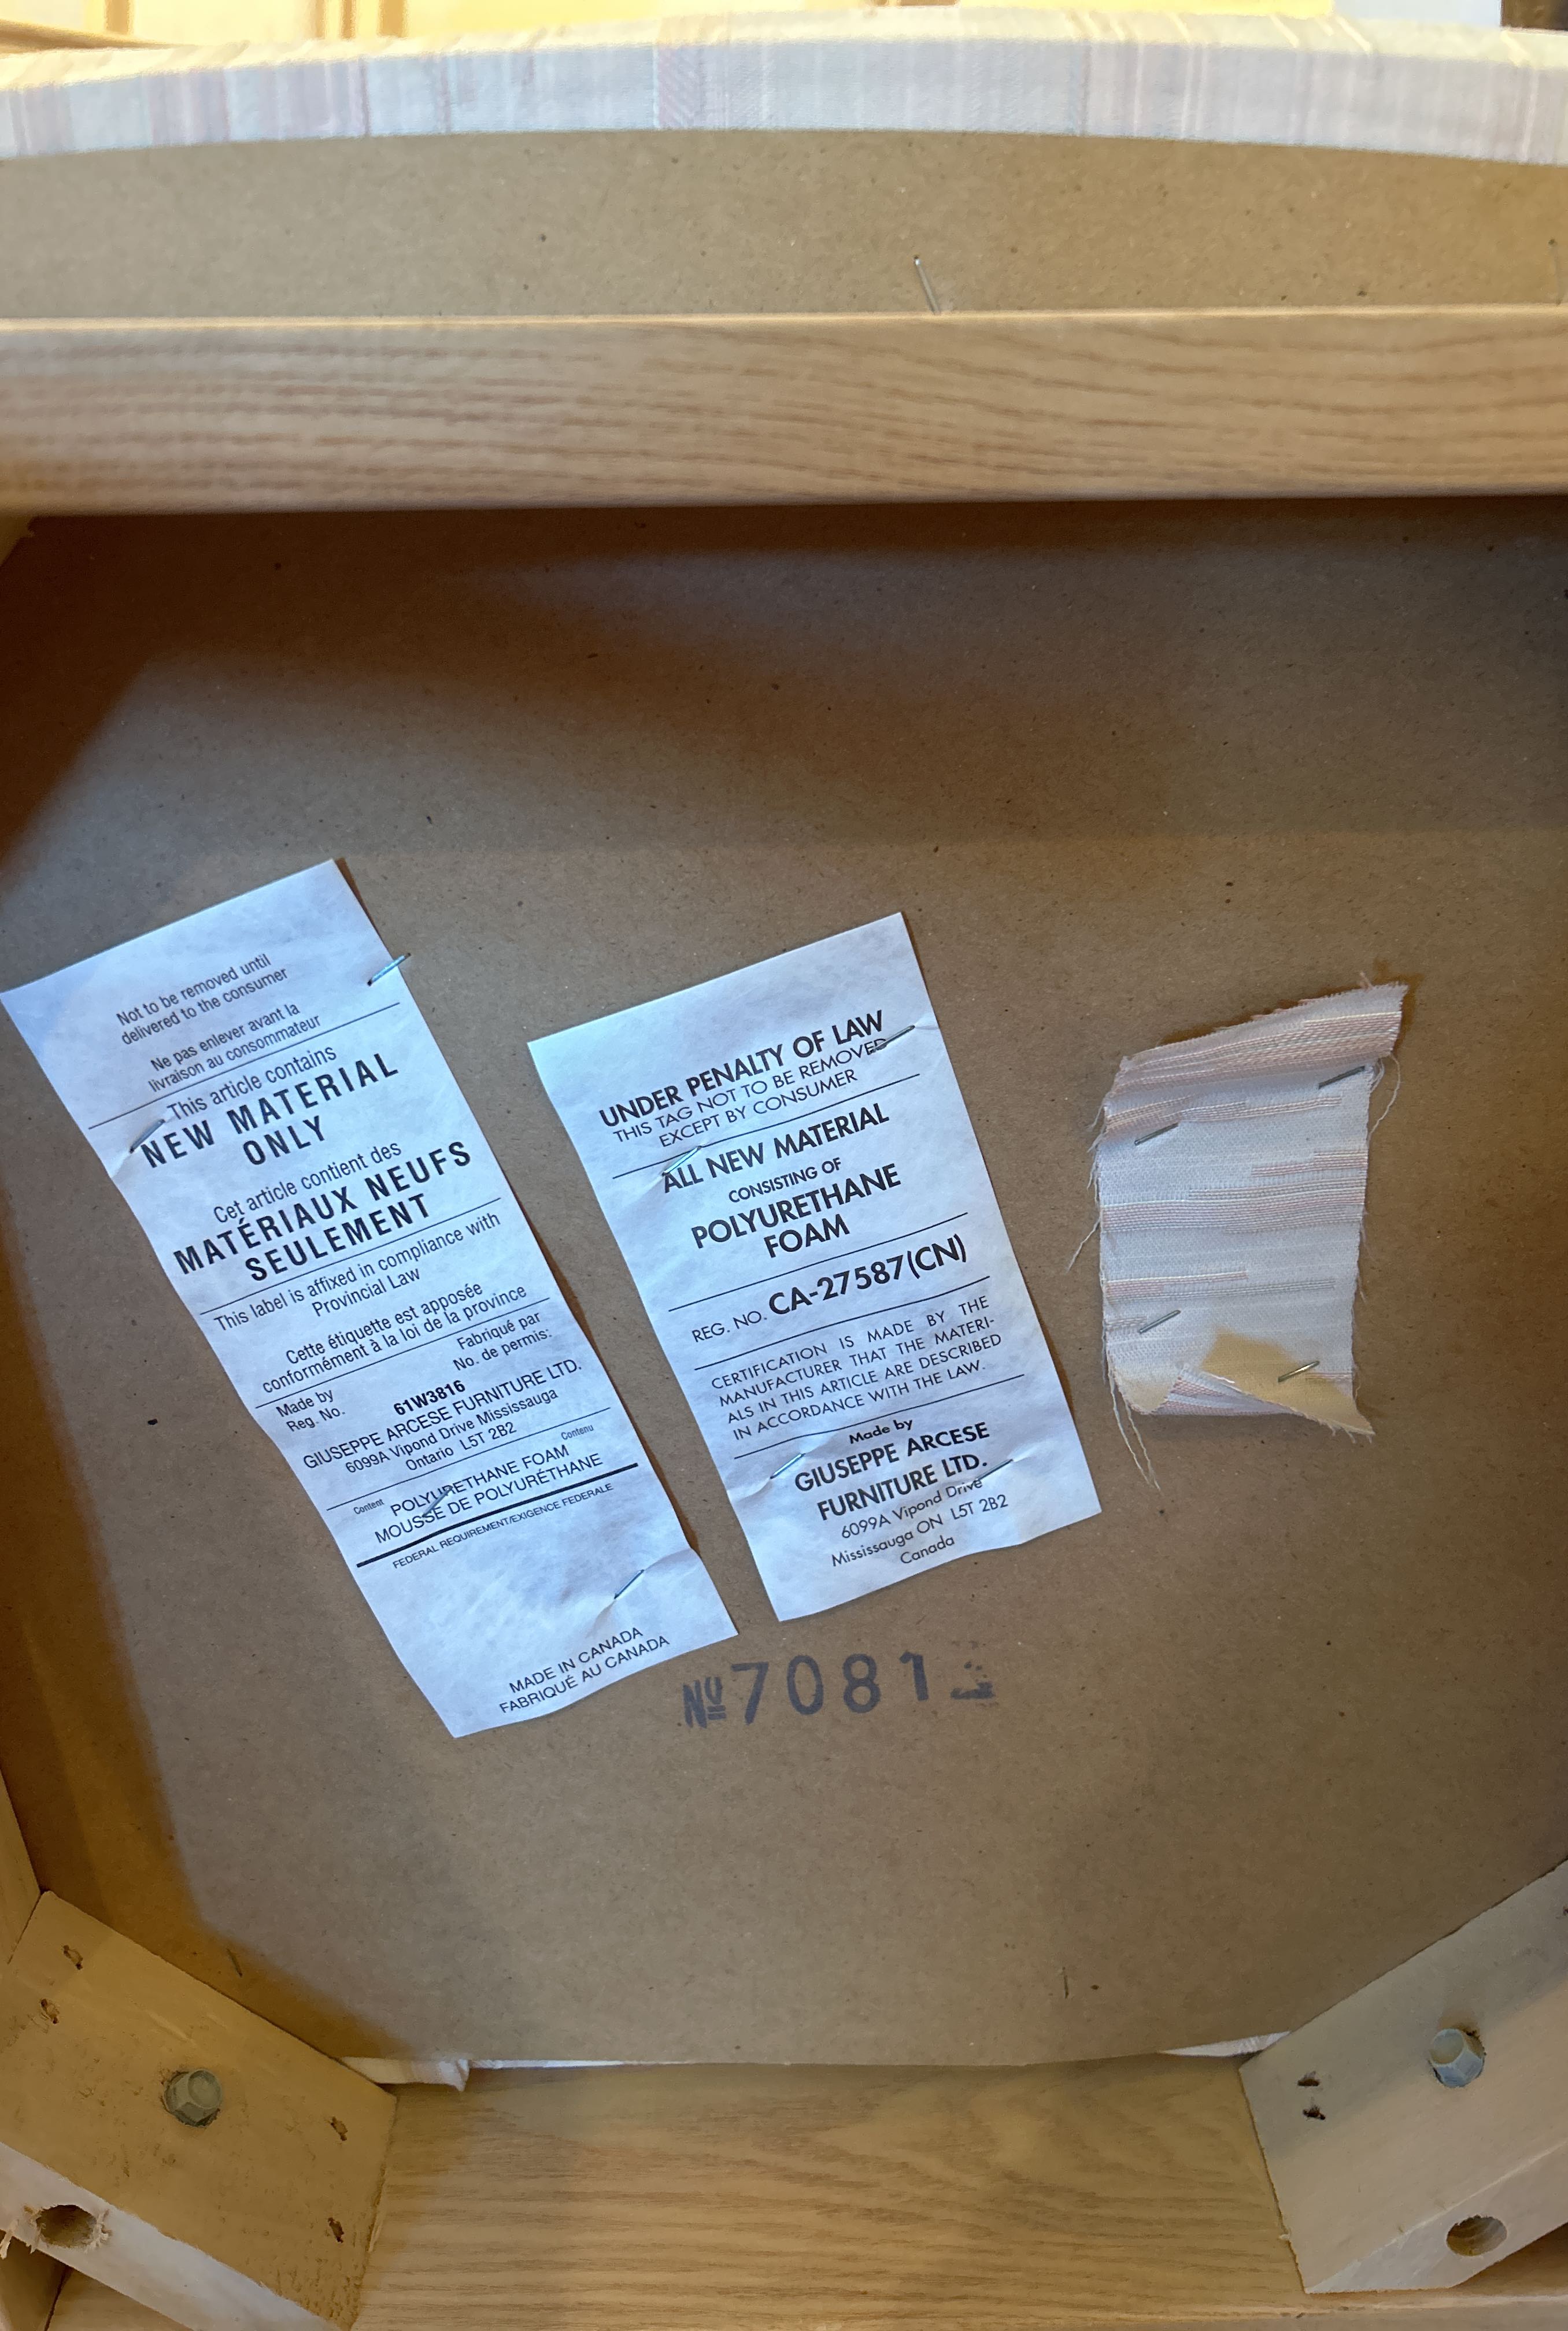 Not to be removed until
delivered to the consumer
Ne pas enlever avant la
livraison au consommateur
This article contains
NEW MATERIAL
ONLY
Cet article contient des
MATÉRIAUX NEUFS
SEULEMENT
This label is affixed in compliance with
Provincial Law
Cette étiquette est apposée
conformément à la loi de la province
Made by Fabriqué par
Reg. No. No. de permis:
61W3816
GIUSEPPE ARCESE FURNITURE LTD.
6099A Vipond Drive Mississauga
Ontario L5T 2B2
Content Contenu
POLYURETHANE FOAM
MOUSSE DE POLYURÉTHANE
FEDERAL REQUIREMENT/EXIGENCE FEDERALE
MADE IN CANADA
FABRIQUÉ AU CANADA
UNDER PENALTY OF LAW
THIS TAG NOT TO BE REMOVED
EXCEPT BY CONSUMER
ALL NEW MATERIAL
CONSISTING OF
POLYURETHANE
FOAM
REG. NO. CA-27587(CN)
CERTIFICATION IS MADE BY THE
MANUFACTURER THAT THE MATERI-
ALS IN THIS ARTICLE ARE DESCRIBED
IN ACCORDANCE WITH THE LAW.
Made by
GIUSEPPE ARCESE
FURNITURE LTD.
6099A Vipond Drive
Mississauga ON L5T 2B2
Canada
No 7081